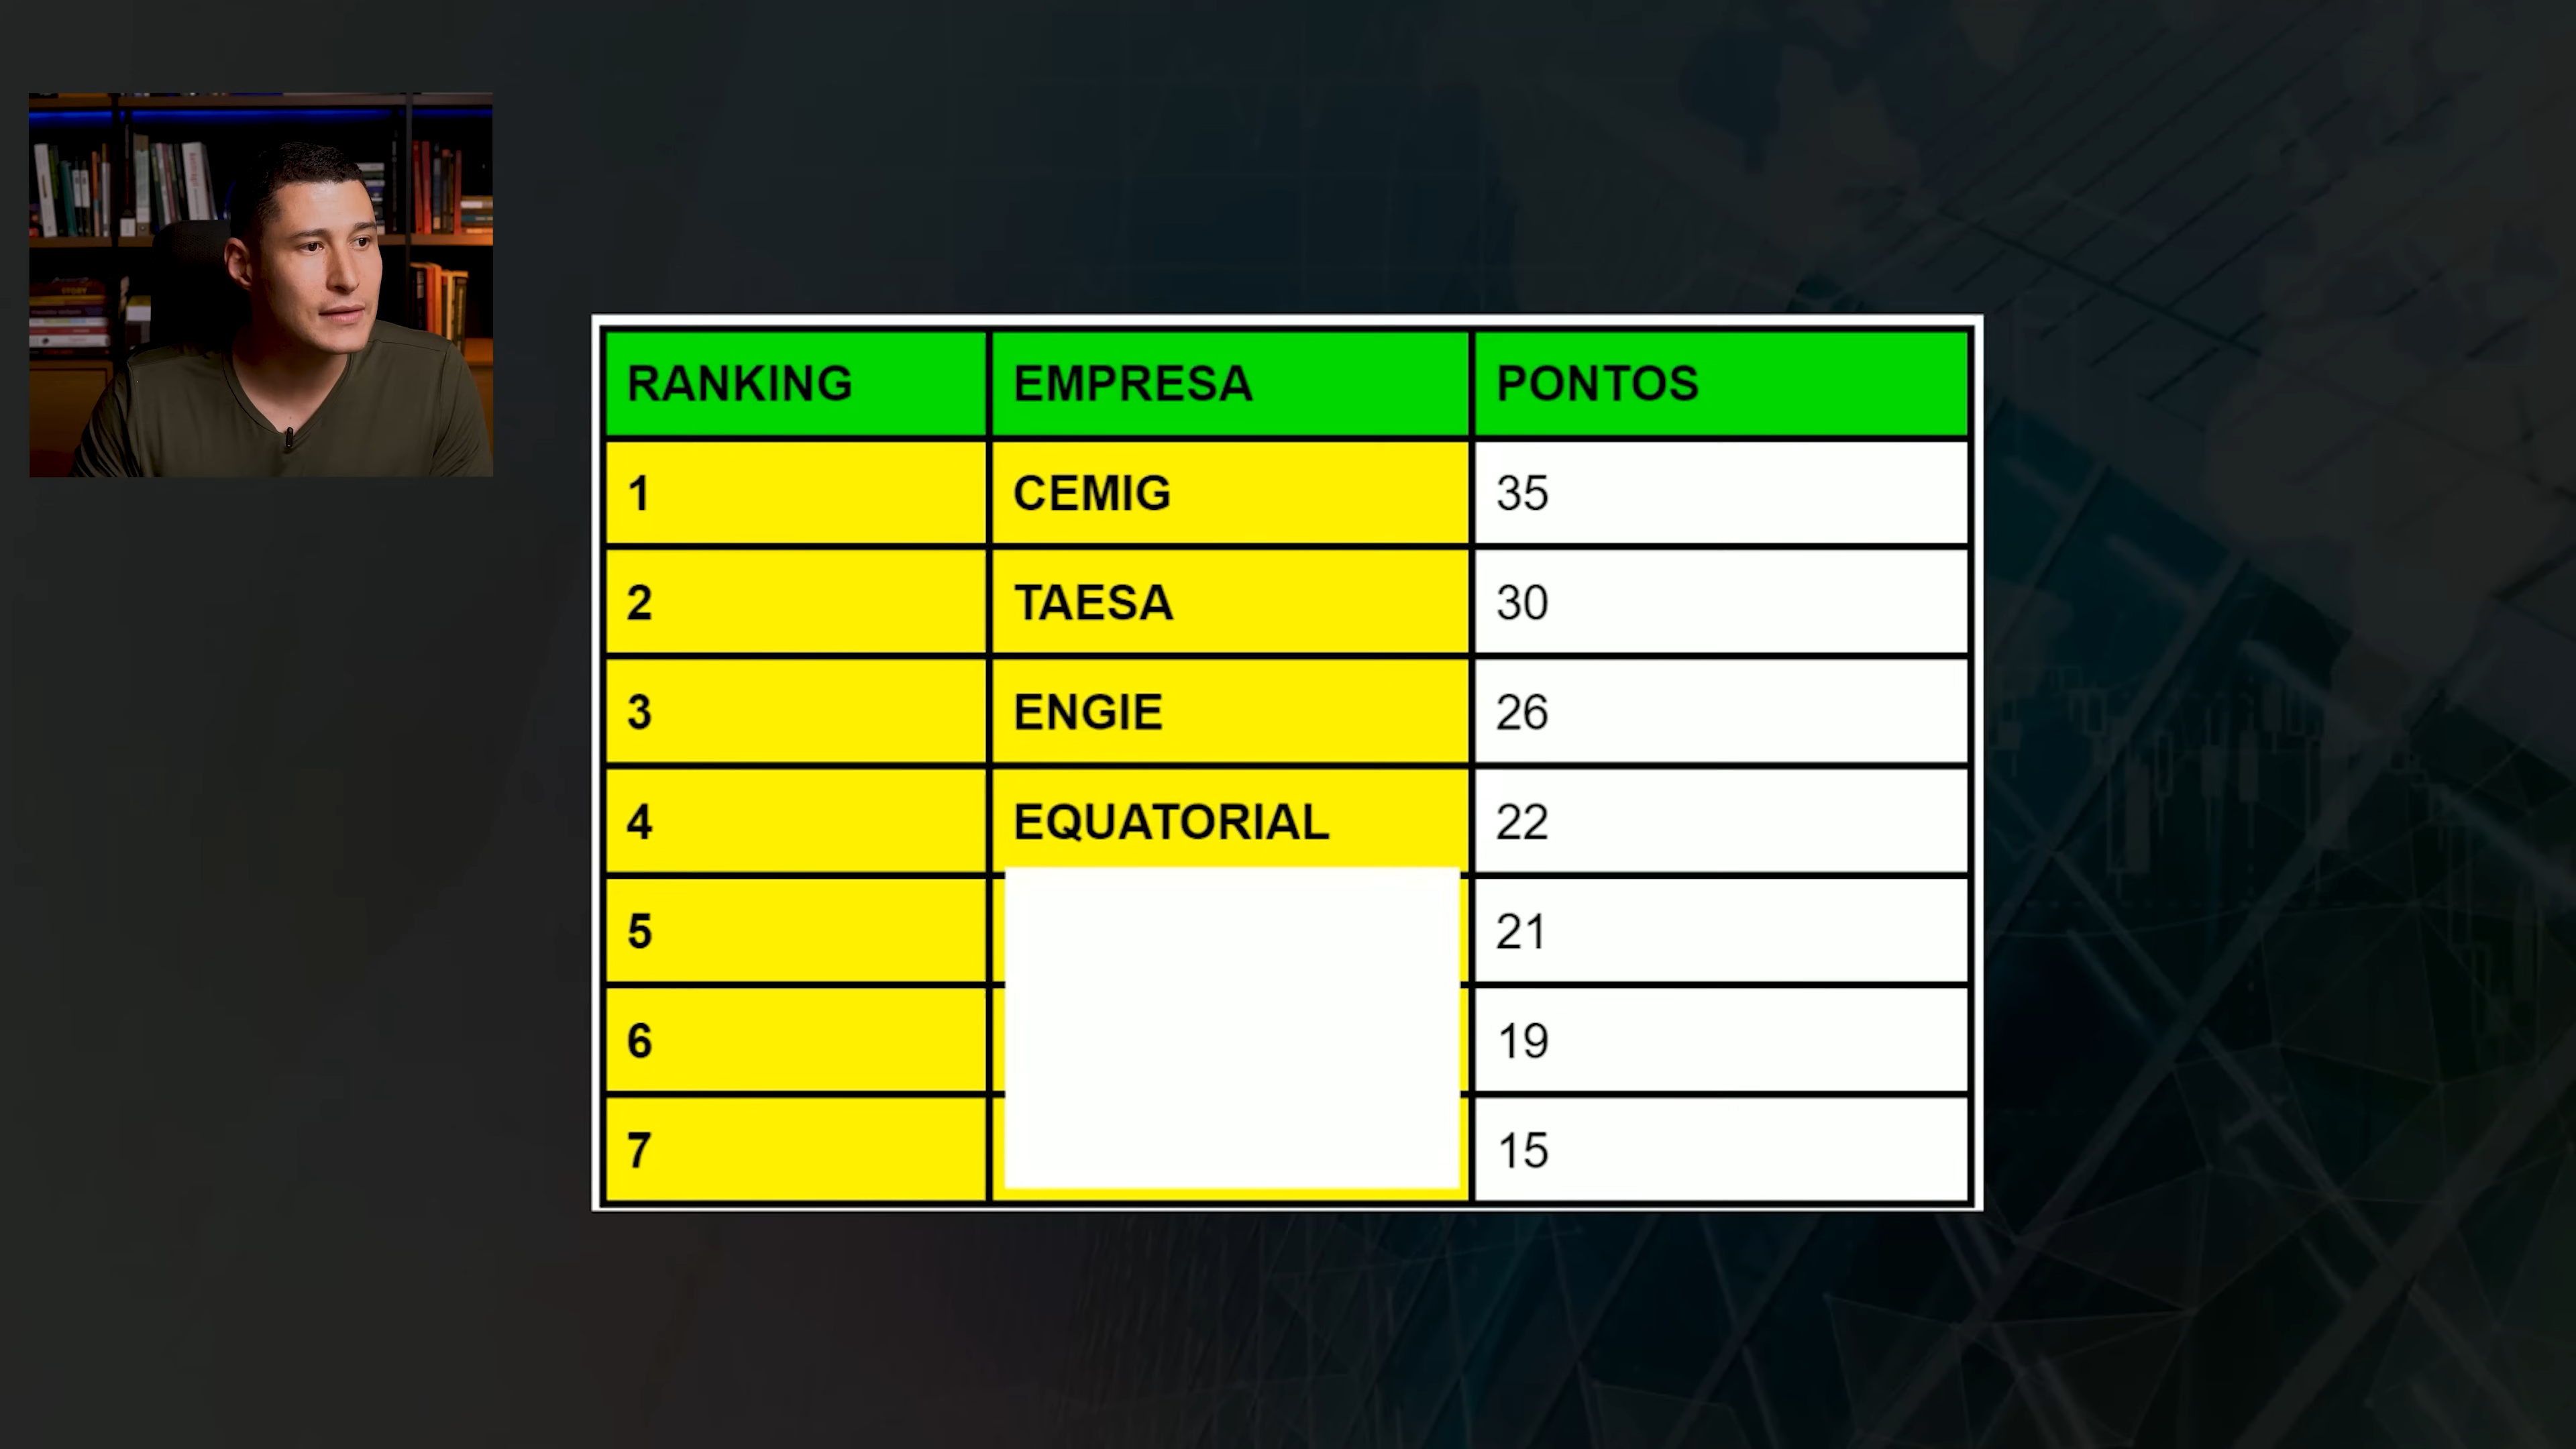 RANKING EMPRESA PONTOS
1 CEMIG 35
2 TAESA 30
3 ENGIE 26
4 EQUATORIAL 22
5 21
6 19
7 15